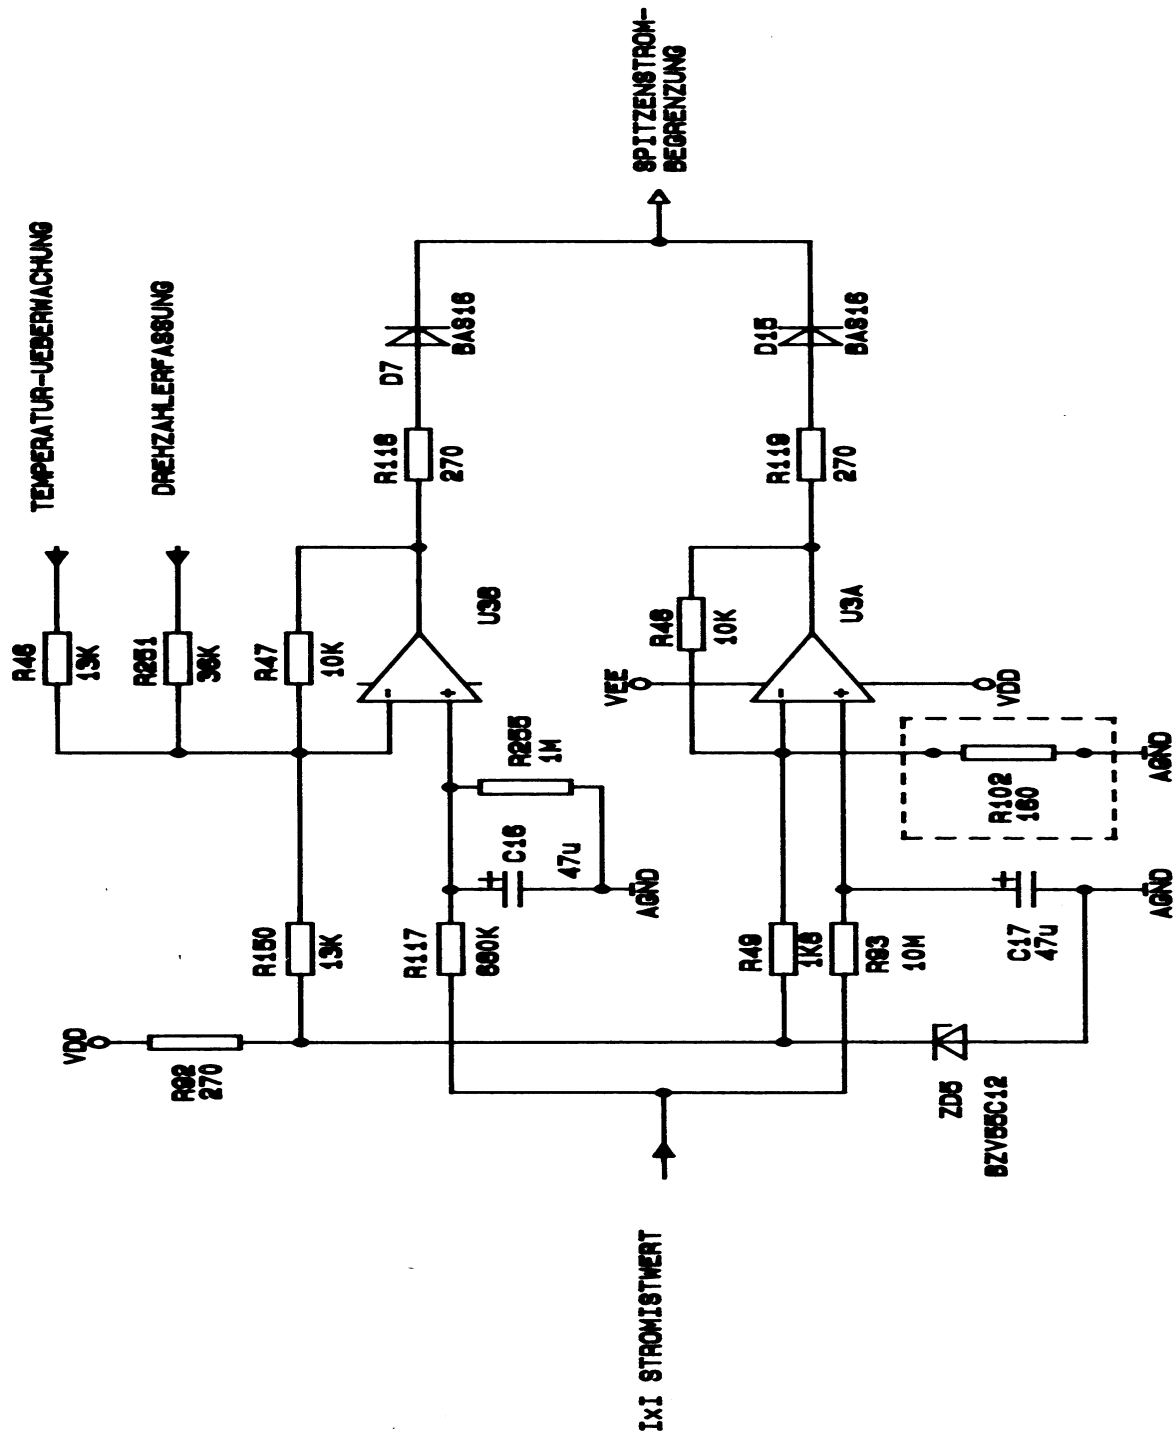 TEMPERATUR-UEBERWACHUNG
DREHZAHLERFASSUNG
R46
13K
R251
36K
R47
10K
R118
270
D7
BAS16
SPITZENSTROM-
BEGRENZUNG
U3B
-
+
R255
1M
C16
+
47u
AGND
R150
13K
R117
680K
VDD
R92
270
R48
10K
R119
270
D15
BAS16
VEE
U3A
-
+
VDD
R102
160
AGND
R49
1K6
R93
10M
C17
+
47u
AGND
ZD5
BZV55C12
IxI STROMISTWERT